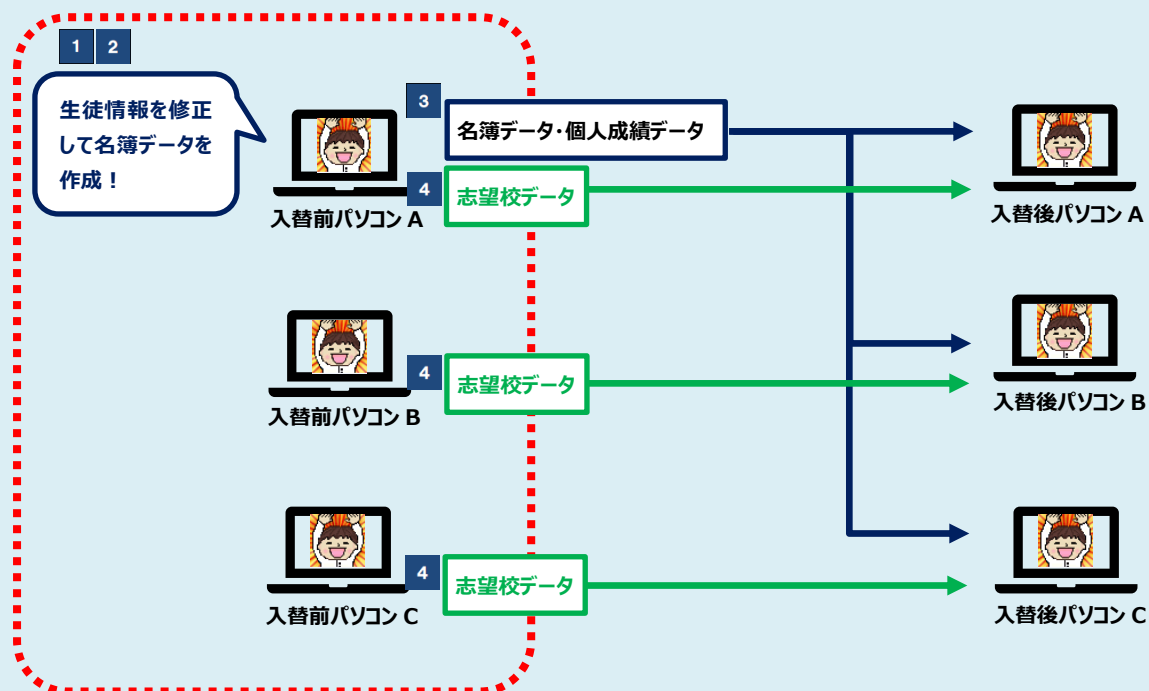 1 2
生徒情報を修正
して名簿データを
作成！
3
名簿データ・個人成績データ
4
志望校データ
入替前パソコン A
入替後パソコン A
4
志望校データ
入替前パソコン B
入替後パソコン B
4
志望校データ
入替前パソコン C
入替後パソコン C